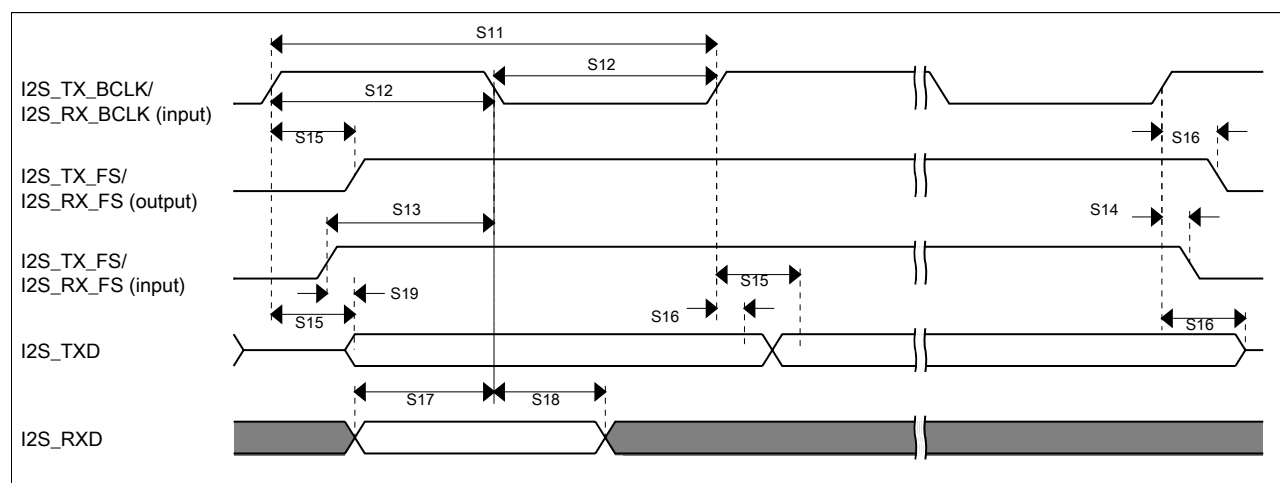 S11
I2S_TX_BCLK/
I2S_RX_BCLK (input)
S12
S12
S15
S16
I2S_TX_FS/
I2S_RX_FS (output)
S13
S14
I2S_TX_FS/
I2S_RX_FS (input)
S19
S15
S15
S16
S16
I2S_TXD
S17
S18
I2S_RXD